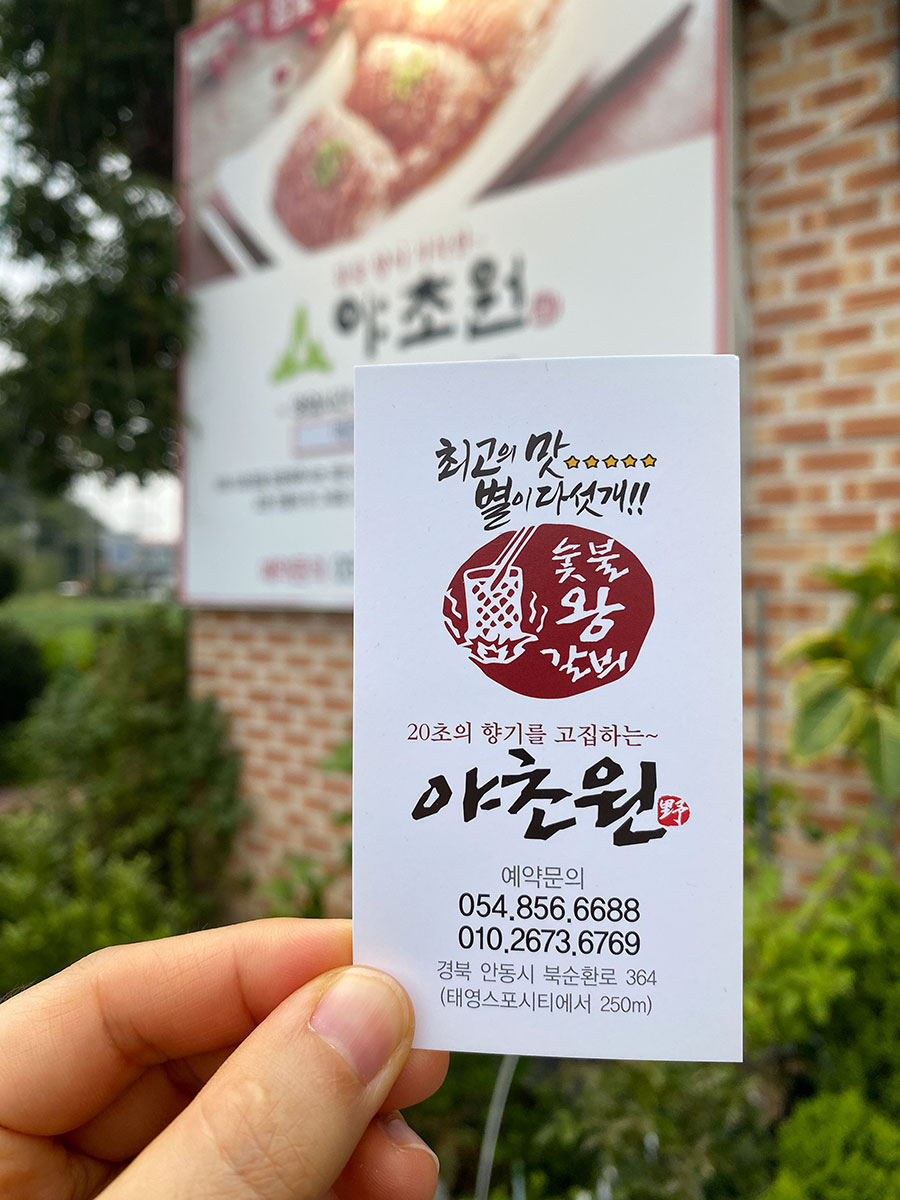 야초원
최고의 맛
별이다섯개!!
숯불
왕
갈비
20초의 향기를 고집하는~
야초원
野
예약문의
054.856.6688
010.2673.6769
경북 안동시 북순환로 364
(태영스포시티에서 250m)